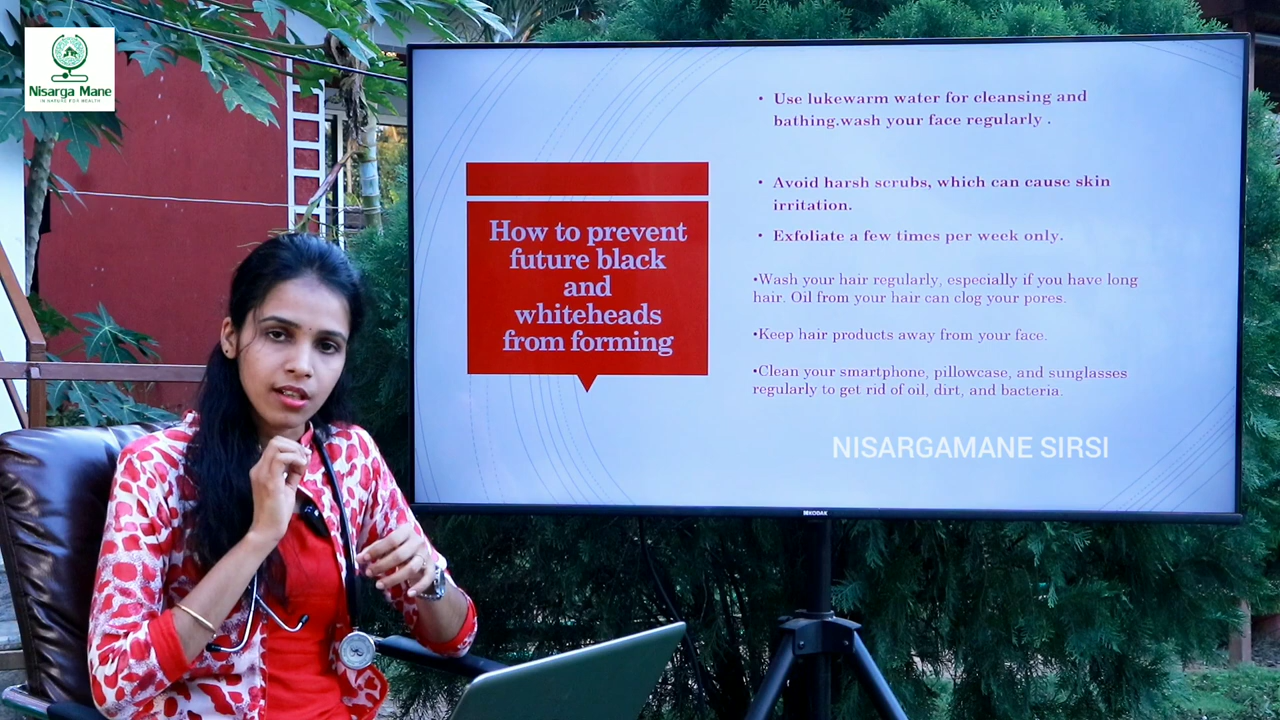 Nisarga Mane
IN NATURE FOR HEALTH
How to prevent
future black
and
whiteheads
from forming
• Use lukewarm water for cleansing and
bathing.wash your face regularly .
• Avoid harsh scrubs, which can cause skin
irritation.
• Exfoliate a few times per week only.
•Wash your hair regularly, especially if you have long
hair. Oil from your hair can clog your pores.
•Keep hair products away from your face.
•Clean your smartphone, pillowcase, and sunglasses
regularly to get rid of oil, dirt, and bacteria.
NISARGAMANE SIRSI
KODAK